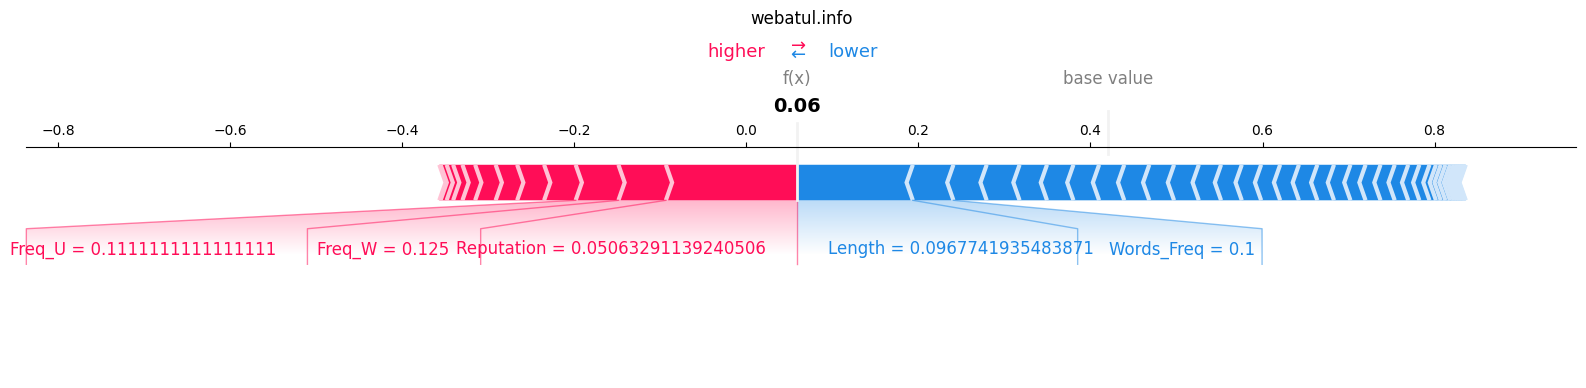 webatul.info
higher ⇄ lower
f(x) base value
0.06
−0.8 −0.6 −0.4 −0.2 0.0 0.2 0.4 0.6 0.8
Freq_U = 0.1111111111111111 Freq_W = 0.125 Reputation = 0.05063291139240506 Length = 0.0967741935483871 Words_Freq = 0.1